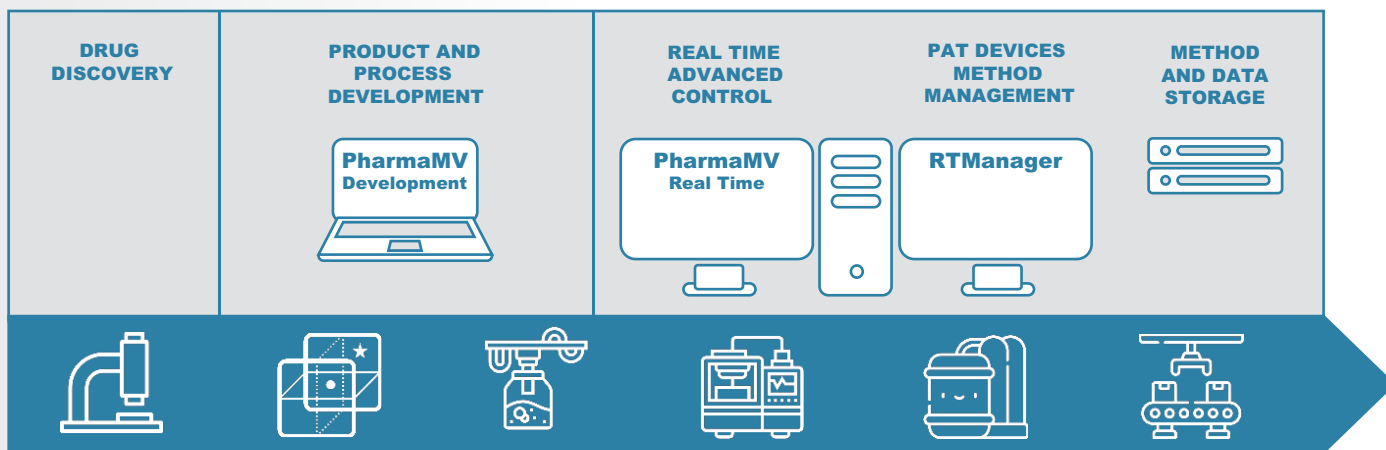 DRUG
DISCOVERY
PRODUCT AND
PROCESS
DEVELOPMENT
PharmaMV
Development
REAL TIME
ADVANCED
CONTROL
PharmaMV
Real Time
PAT DEVICES
METHOD
MANAGEMENT
RTManager
METHOD
AND DATA
STORAGE